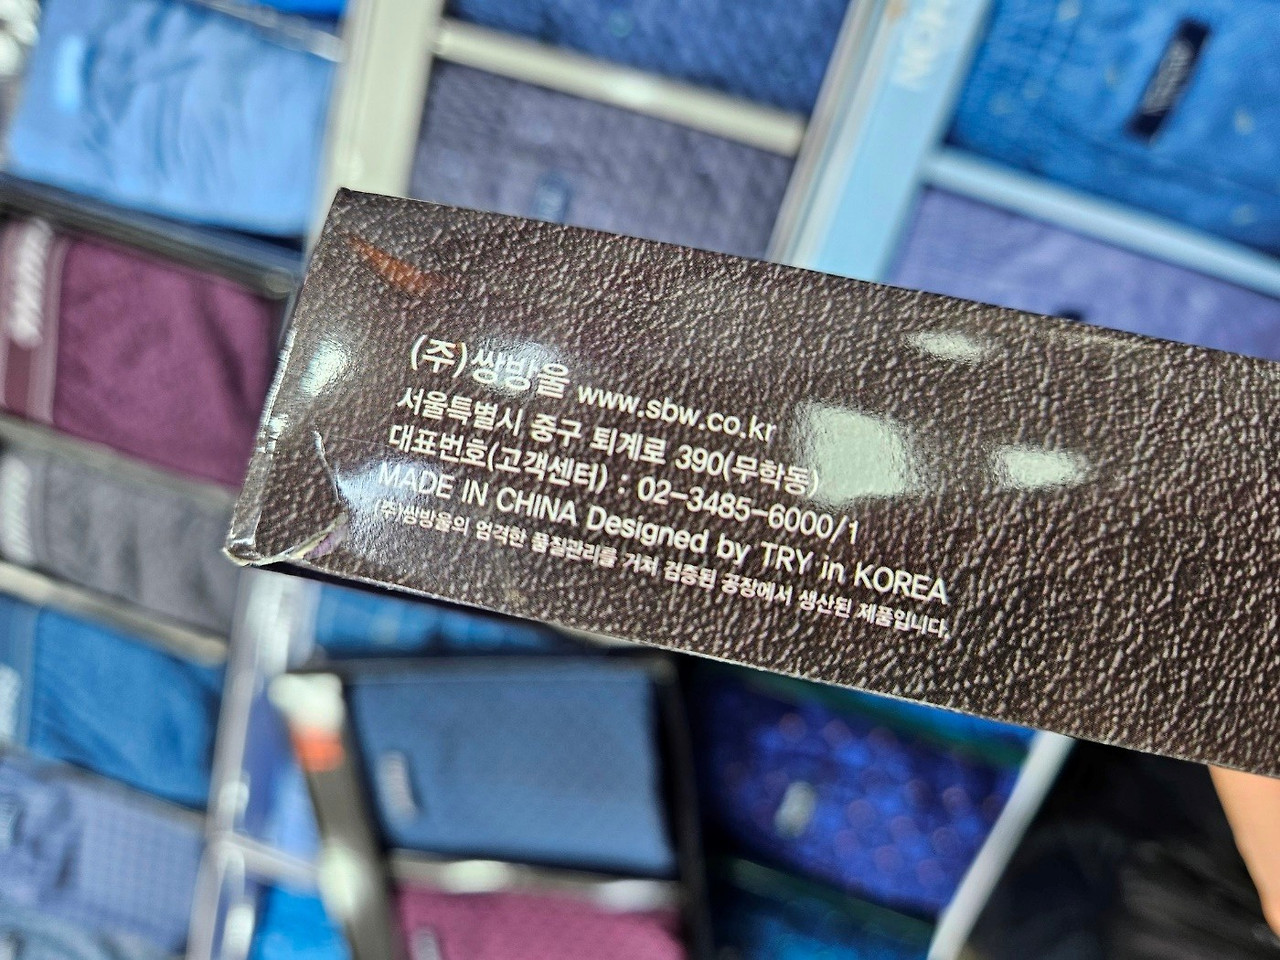 (주)쌍방울 www.sbw.co.kr
서울특별시 중구 퇴계로 390(무학동)
대표번호(고객센터) : 02-3485-6000/1
MADE IN CHINA Designed by TRY in KOREA
(주)쌍방울의 엄격한 품질관리를 거쳐 검증된 공장에서 생산된 제품입니다.